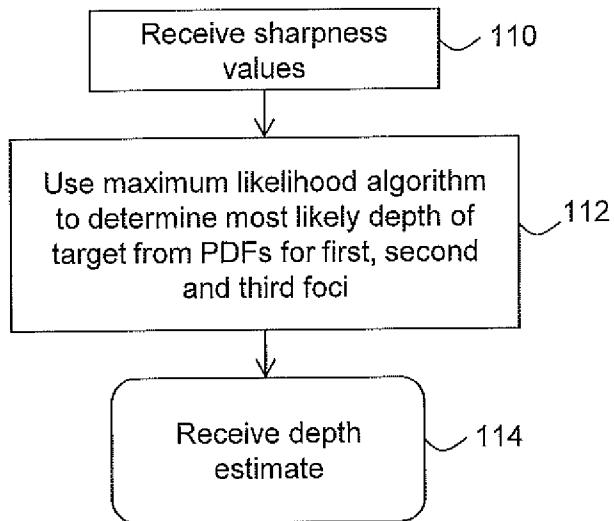 Receive sharpness
values
110
Use maximum likelihood algorithm
to determine most likely depth of
target from PDFs for first, second
and third foci
112
Receive depth
estimate
114